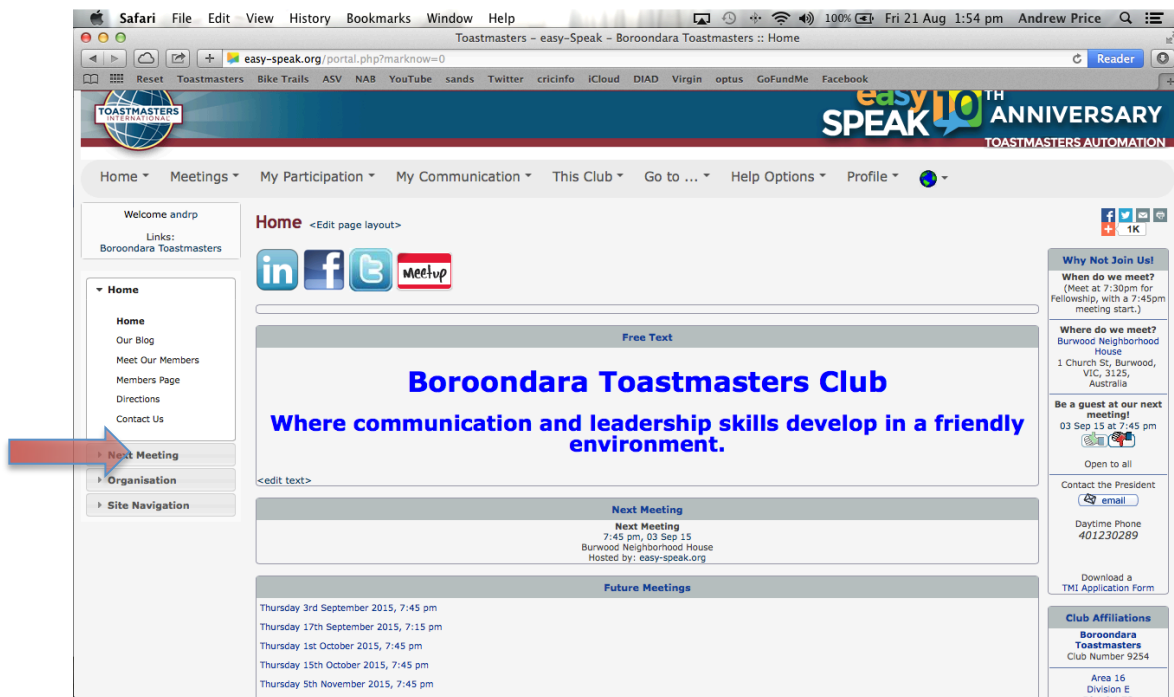 Safari File Edit View History Bookmarks Window Help 100% Fri 21 Aug 1:54 pm Andrew Price
Toastmasters – easy-Speak – Boroondara Toastmasters :: Home
easy-speak.org/portal.php?marknow=0 Reader
Reset Toastmasters Bike Trails ASV NAB YouTube sands Twitter cricinfo iCloud DIAD Virgin optus GoFundMe Facebook
TOASTMASTERS
INTERNATIONAL
easy
SPEAK
10
TH
ANNIVERSARY
TOASTMASTERS AUTOMATION
Home Meetings My Participation My Communication This Club Go to ... Help Options Profile
Welcome andrp
Links:
Boroondara Toastmasters
Home
Home
Our Blog
Meet Our Members
Members Page
Directions
Contact Us
Next Meeting
Organisation
Site Navigation
Home <Edit page layout>
in f t Meetup
Free Text
Boroondara Toastmasters Club
Where communication and leadership skills develop in a friendly
environment.
<edit text>
Next Meeting
Next Meeting
7:45 pm, 03 Sep 15
Burwood Neighborhood House
Hosted by: easy-speak.org
Future Meetings
Thursday 3rd September 2015, 7:45 pm
Thursday 17th September 2015, 7:15 pm
Thursday 1st October 2015, 7:45 pm
Thursday 15th October 2015, 7:45 pm
Thursday 5th November 2015, 7:45 pm
f
1K
Why Not Join Us!
When do we meet?
(Meet at 7:30pm for
Fellowship, with a 7:45pm
meeting start.)
Where do we meet?
Burwood Neighborhood
House
1 Church St, Burwood,
VIC, 3125,
Australia
Be a guest at our next
meeting!
03 Sep 15 at 7:45 pm
Open to all
Contact the President
email
Daytime Phone
401230289
Download a
TMI Application Form
Club Affiliations
Boroondara
Toastmasters
Club Number 9254
Area 16
Division E